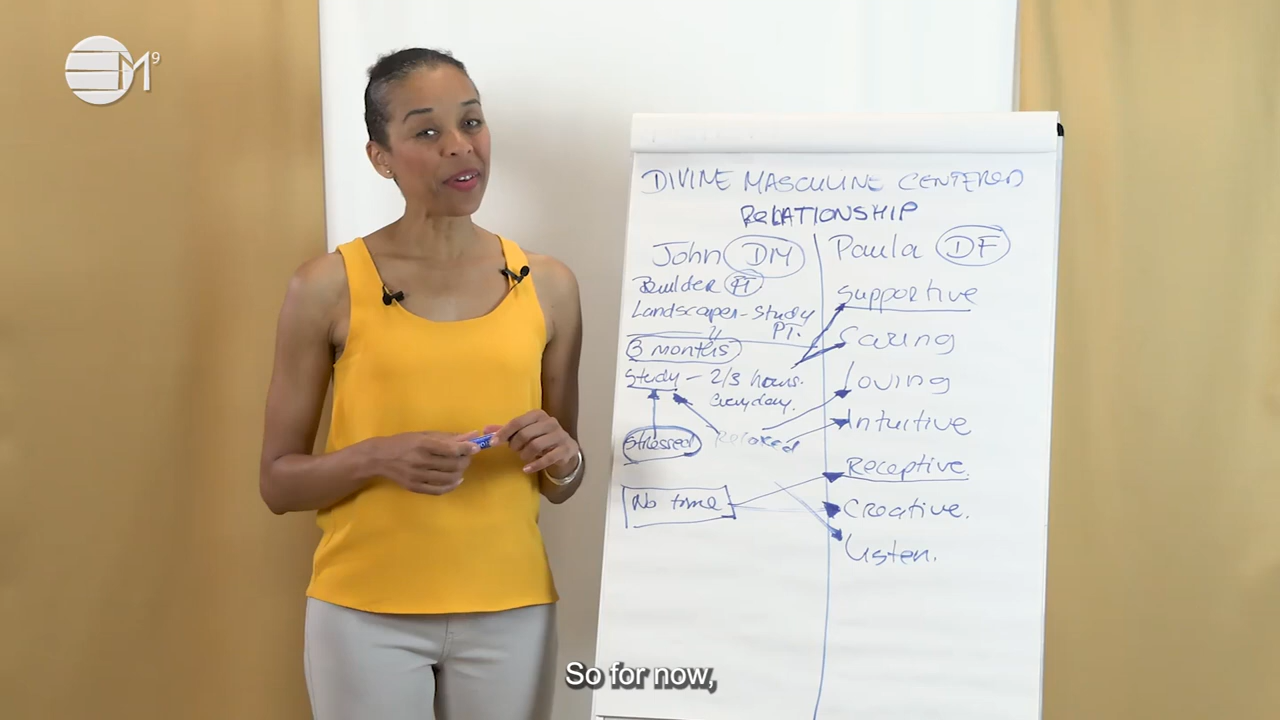 EM9
DIVINE MASCULINE CENTERED
RELATIONSHIP
John DM
Builder FT
Landscaper - Study
PT.
3 months
Study - 2/3 hours.
Everyday.
Stressed Relaxed
No time
Paula DF
Supportive
Caring
loving
Intuitive
Receptive.
Creative.
Listen.
So for now,